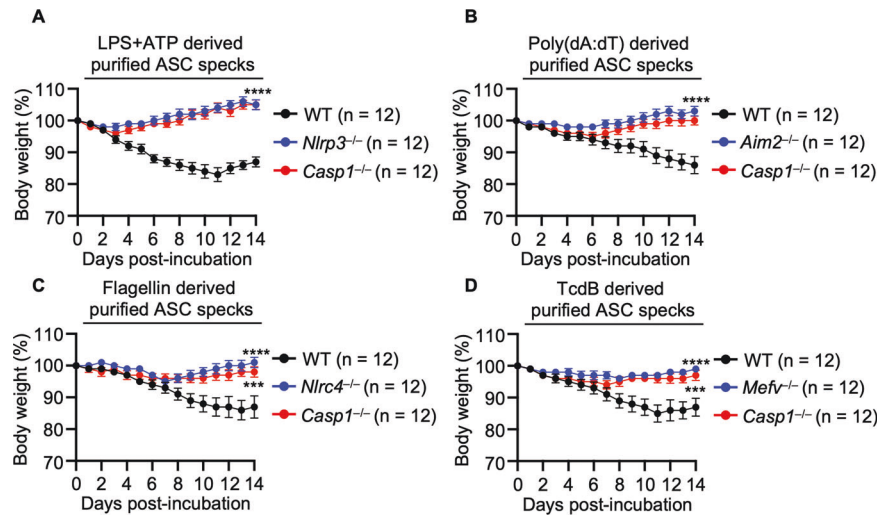 A
LPS+ATP derived
purified ASC specks
Body weight (%)
110
100
90
80
70
****
WT (n = 12)
Nlrp3–/– (n = 12)
Casp1–/– (n = 12)
0 2 4 6 8 10 12 14
Days post-incubation
B
Poly(dA:dT) derived
purified ASC specks
Body weight (%)
110
100
90
80
70
****
WT (n = 12)
Aim2–/– (n = 12)
Casp1–/– (n = 12)
0 2 4 6 8 10 12 14
Days post-incubation
C
Flagellin derived
purified ASC specks
Body weight (%)
110
100
90
80
70
****
***
WT (n = 12)
Nlrc4–/– (n = 12)
Casp1–/– (n = 12)
0 2 4 6 8 10 12 14
Days post-incubation
D
TcdB derived
purified ASC specks
Body weight (%)
110
100
90
80
70
****
***
WT (n = 12)
Mefv–/– (n = 12)
Casp1–/– (n = 12)
0 2 4 6 8 10 12 14
Days post-incubation